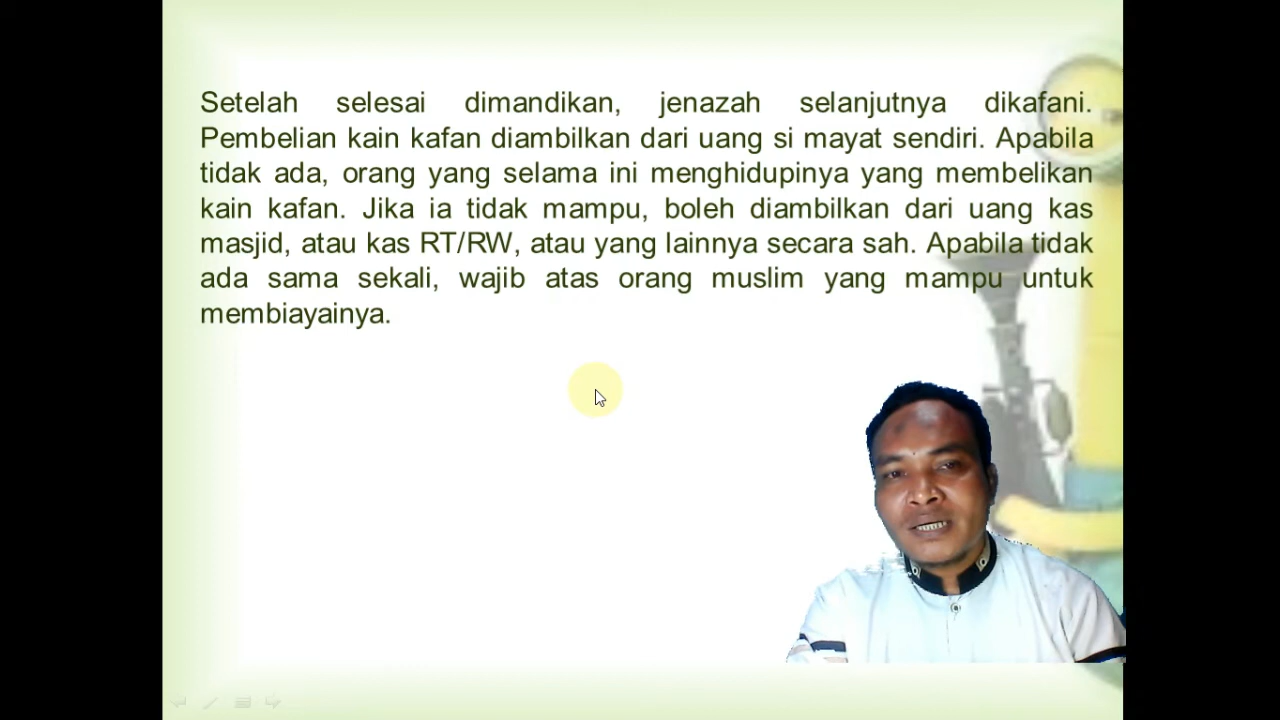 Setelah selesai dimandikan, jenazah selanjutnya dikafani.
Pembelian kain kafan diambilkan dari uang si mayat sendiri. Apabila
tidak ada, orang yang selama ini menghidupinya yang membelikan
kain kafan. Jika ia tidak mampu, boleh diambilkan dari uang kas
masjid, atau kas RT/RW, atau yang lainnya secara sah. Apabila tidak
ada sama sekali, wajib atas orang muslim yang mampu untuk
membiayainya.